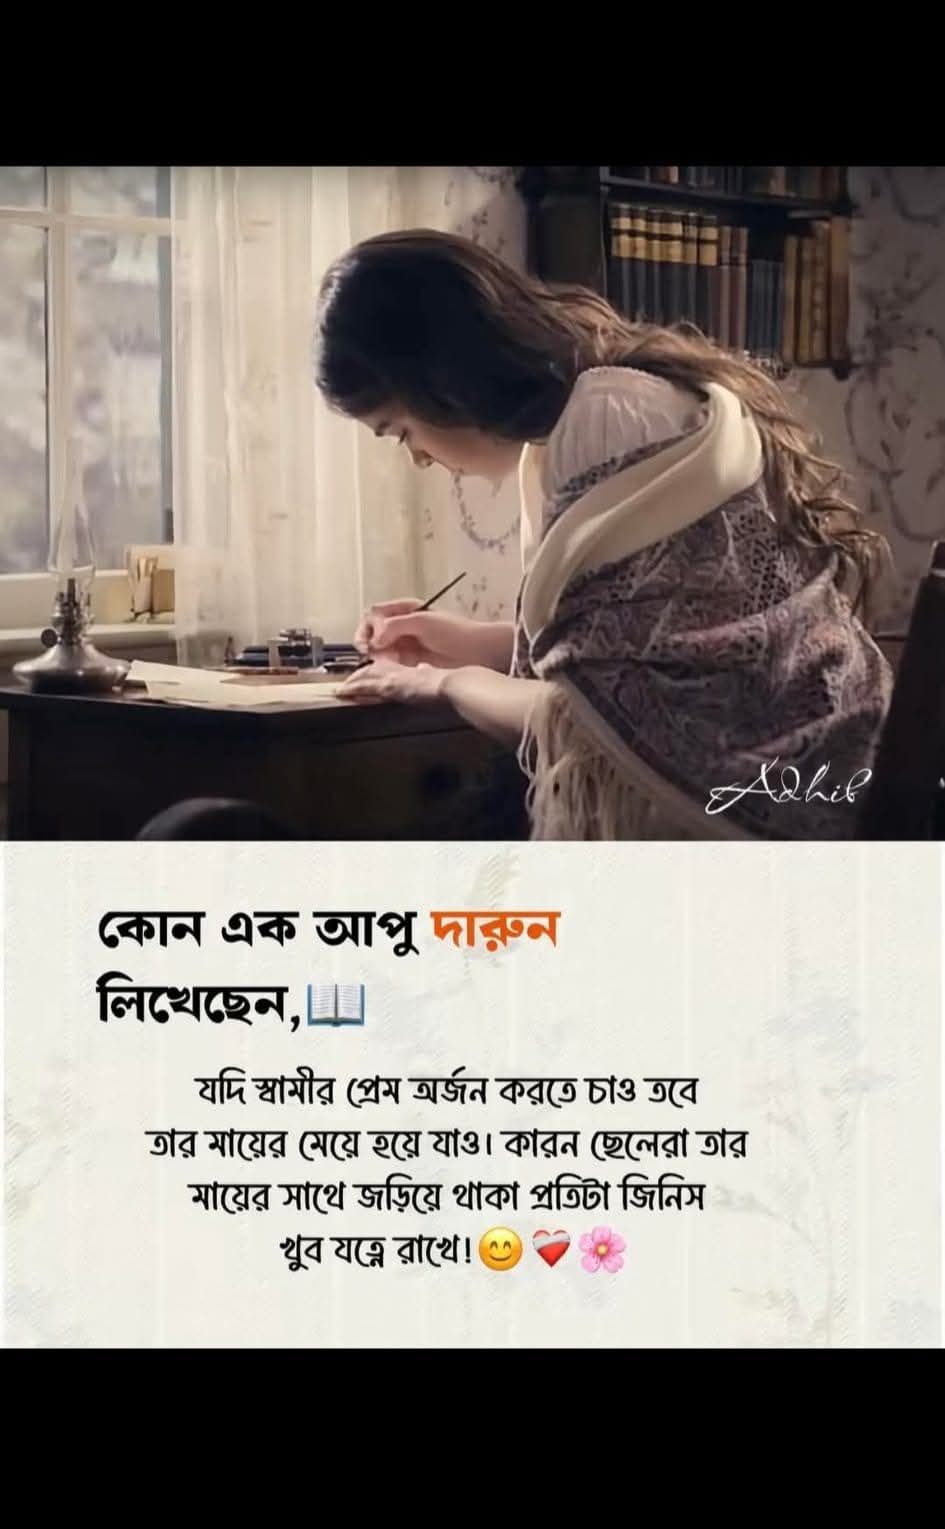 Adhib
কোন এক আপু দারুন
লিখেছেন,📖
যদি স্বামীর প্রেম অর্জন করতে চাও তবে
তার মায়ের মেয়ে হয়ে যাও। কারন ছেলেরা তার
মায়ের সাথে জড়িয়ে থাকা প্রতিটা জিনিস
খুব যত্নে রাখে!😊❤️‍🩹🌸